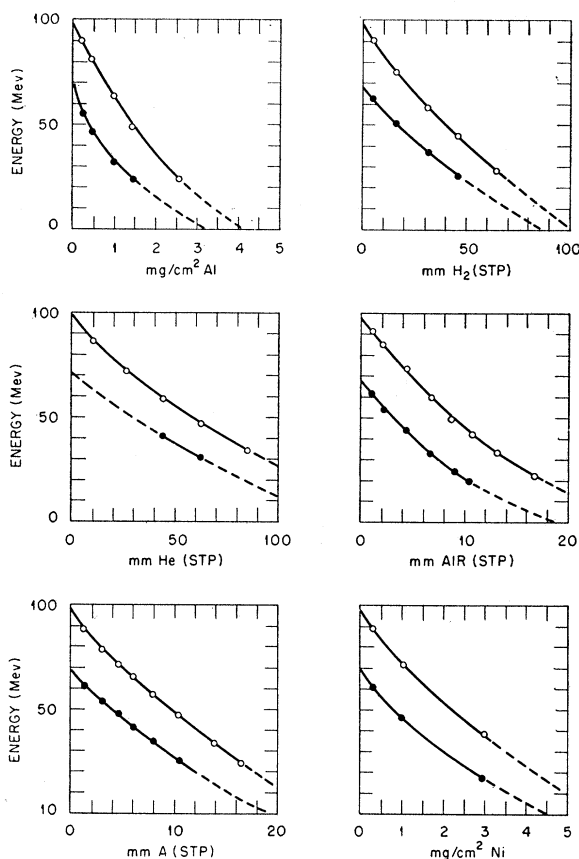 100
50
0
ENERGY (Mev)
0 1 2 3 4 5
mg/cm² Al
0 50 100
mm H₂ (STP)
100
50
0
ENERGY (Mev)
0 50 100
mm He (STP)
0 10 20
mm AIR (STP)
100
50
10
ENERGY (Mev)
0 10 20
mm A (STP)
0 1 2 3 4 5
mg/cm² Ni